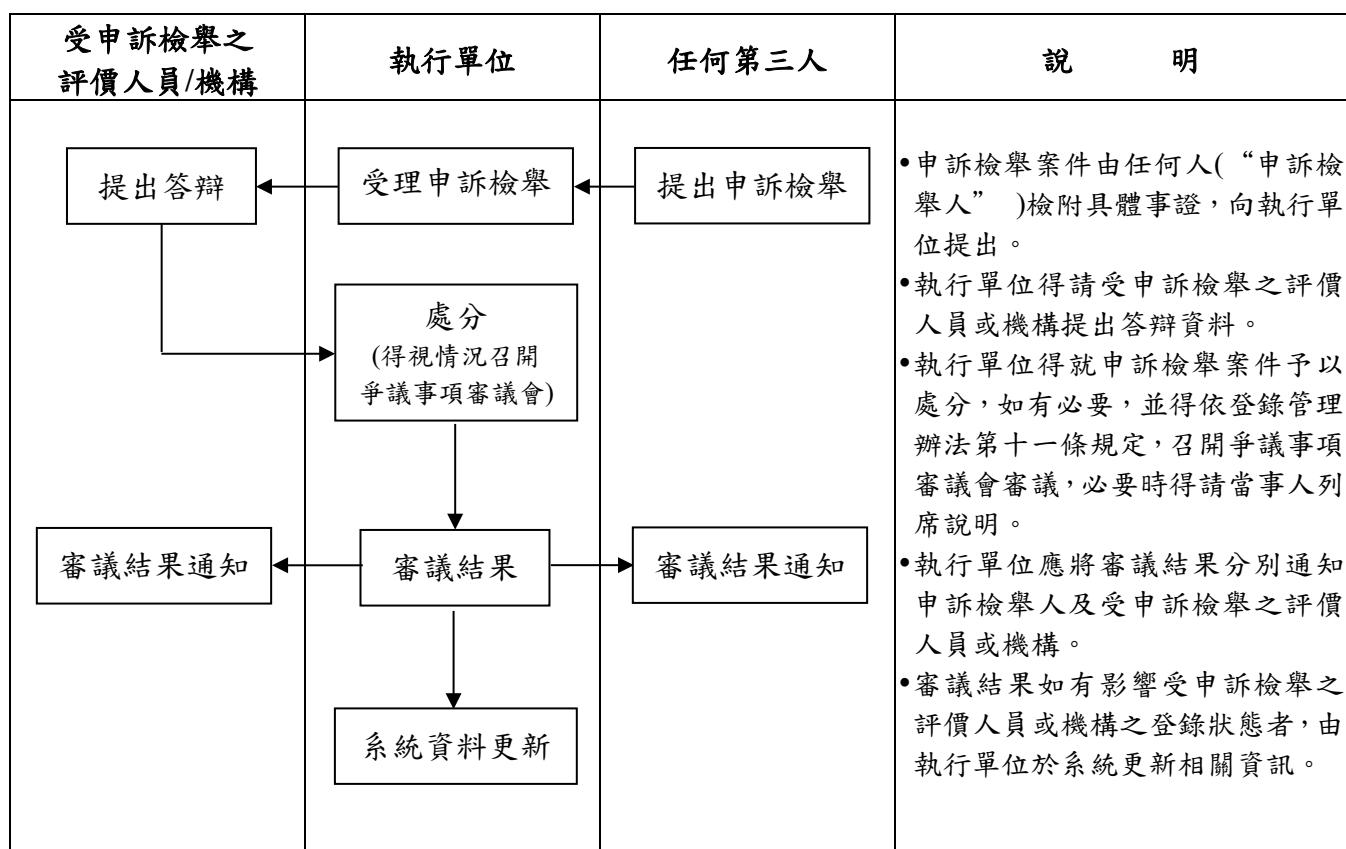 受申訴檢舉之
評價人員/機構
執行單位
任何第三人
說 明
提出答辯
受理申訴檢舉
提出申訴檢舉
處分
(得視情況召開
爭議事項審議會)
審議結果通知
審議結果
審議結果通知
系統資料更新
•申訴檢舉案件由任何人(“申訴檢
舉人” )檢附具體事證，向執行單
位提出。
•執行單位得請受申訴檢舉之評價
人員或機構提出答辯資料。
•執行單位得就申訴檢舉案件予以
處分，如有必要，並得依登錄管理
辦法第十一條規定，召開爭議事項
審議會審議，必要時得請當事人列
席說明。
•執行單位應將審議結果分別通知
申訴檢舉人及受申訴檢舉之評價
人員或機構。
•審議結果如有影響受申訴檢舉之
評價人員或機構之登錄狀態者，由
執行單位於系統更新相關資訊。